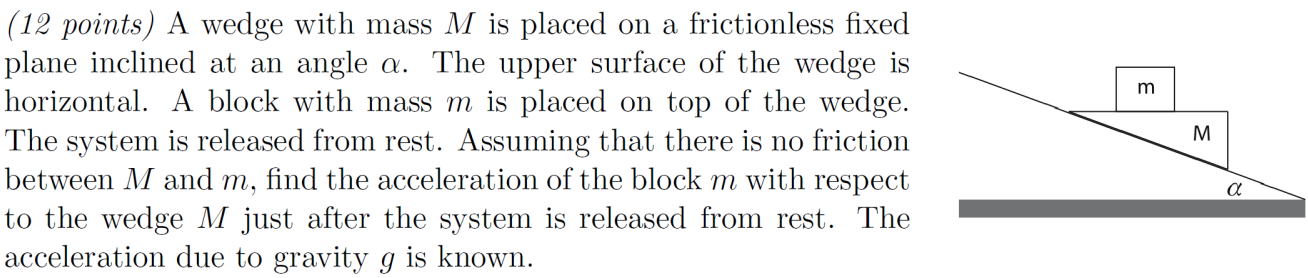 (12 points) A wedge with mass M is placed on a frictionless fixed
plane inclined at an angle α. The upper surface of the wedge is
horizontal. A block with mass m is placed on top of the wedge.
The system is released from rest. Assuming that there is no friction
between M and m, find the acceleration of the block m with respect
to the wedge M just after the system is released from rest. The
acceleration due to gravity g is known.
m
M
α